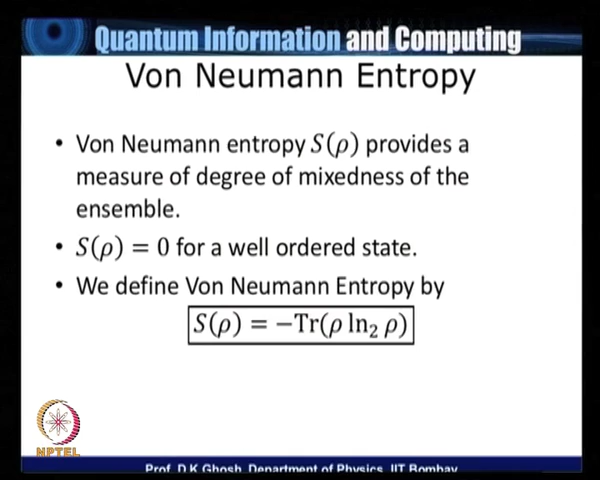 Quantum Information and Computing
Von Neumann Entropy
• Von Neumann entropy S(ρ) provides a
measure of degree of mixedness of the
ensemble.
• S(ρ) = 0 for a well ordered state.
• We define Von Neumann Entropy by
S(ρ) = −Tr(ρ ln₂ ρ)
NPTEL
Prof. D K Ghosh, Department of Physics, IIT Bombay